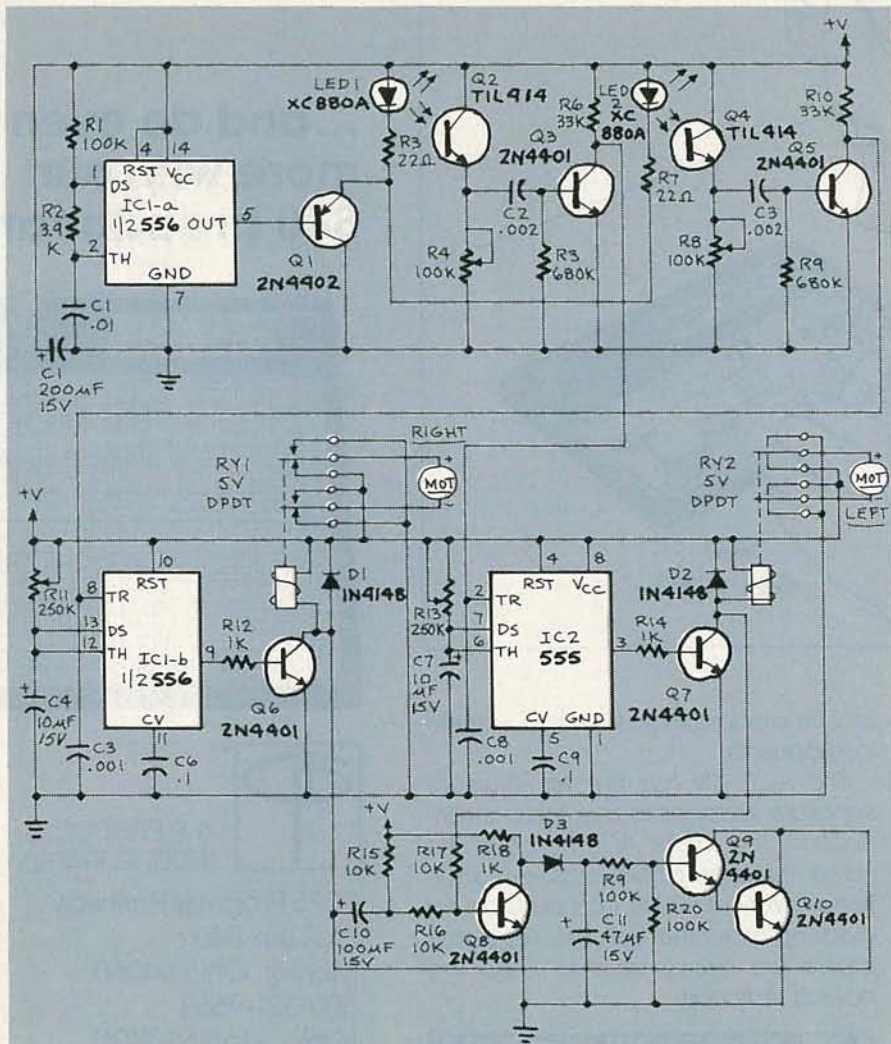 +V
LED1
XC880A
Q2
TIL414
R6
33K
LED
2
XC
880A
Q4
TIL414
R10
33K
R1
100K
4
14
RST VCC
1
DS
R3
22Ω
Q3
2N4401
R7
22Ω
Q5
2N4401
R2
3.9
K
IC1-a
1/2 556 OUT
5
2
TH
C2
.002
C3
.002
GND
7
Q1
2N4402
R4
100K
R3
680K
R8
100K
R9
680K
C1
.01
+
C1
200µF
15V
RIGHT
RY1
5V
DPDT
+
MOT
-
RY2
5V
DPDT
+
MOT
-
LEFT
+V
10
RST
8
TR
R11
250K
13
DS
12
TH
IC1-b
1/2 556
9
R12
1K
D1
1N4148
Q6
2N4401
CV
11
+
C4
10µF
15V
C3
.001
C6
.1
4
8
RST VCC
2
TR
R13
250K
7
DS
6
TH
IC2
555
3
R14
1K
D2
1N4148
Q7
2N4401
C7
10
µF
15V
+
CV GND
5
1
C8
.001
C9
.1
+V
R15
10K
R17
10K
R18
1K
D3
1N4148
R9
100K
Q9
2N
4401
Q10
2N4401
+
C10
100µF
15V
R16
10K
Q8
2N4401
+
C11
47µF
15V
R20
100K